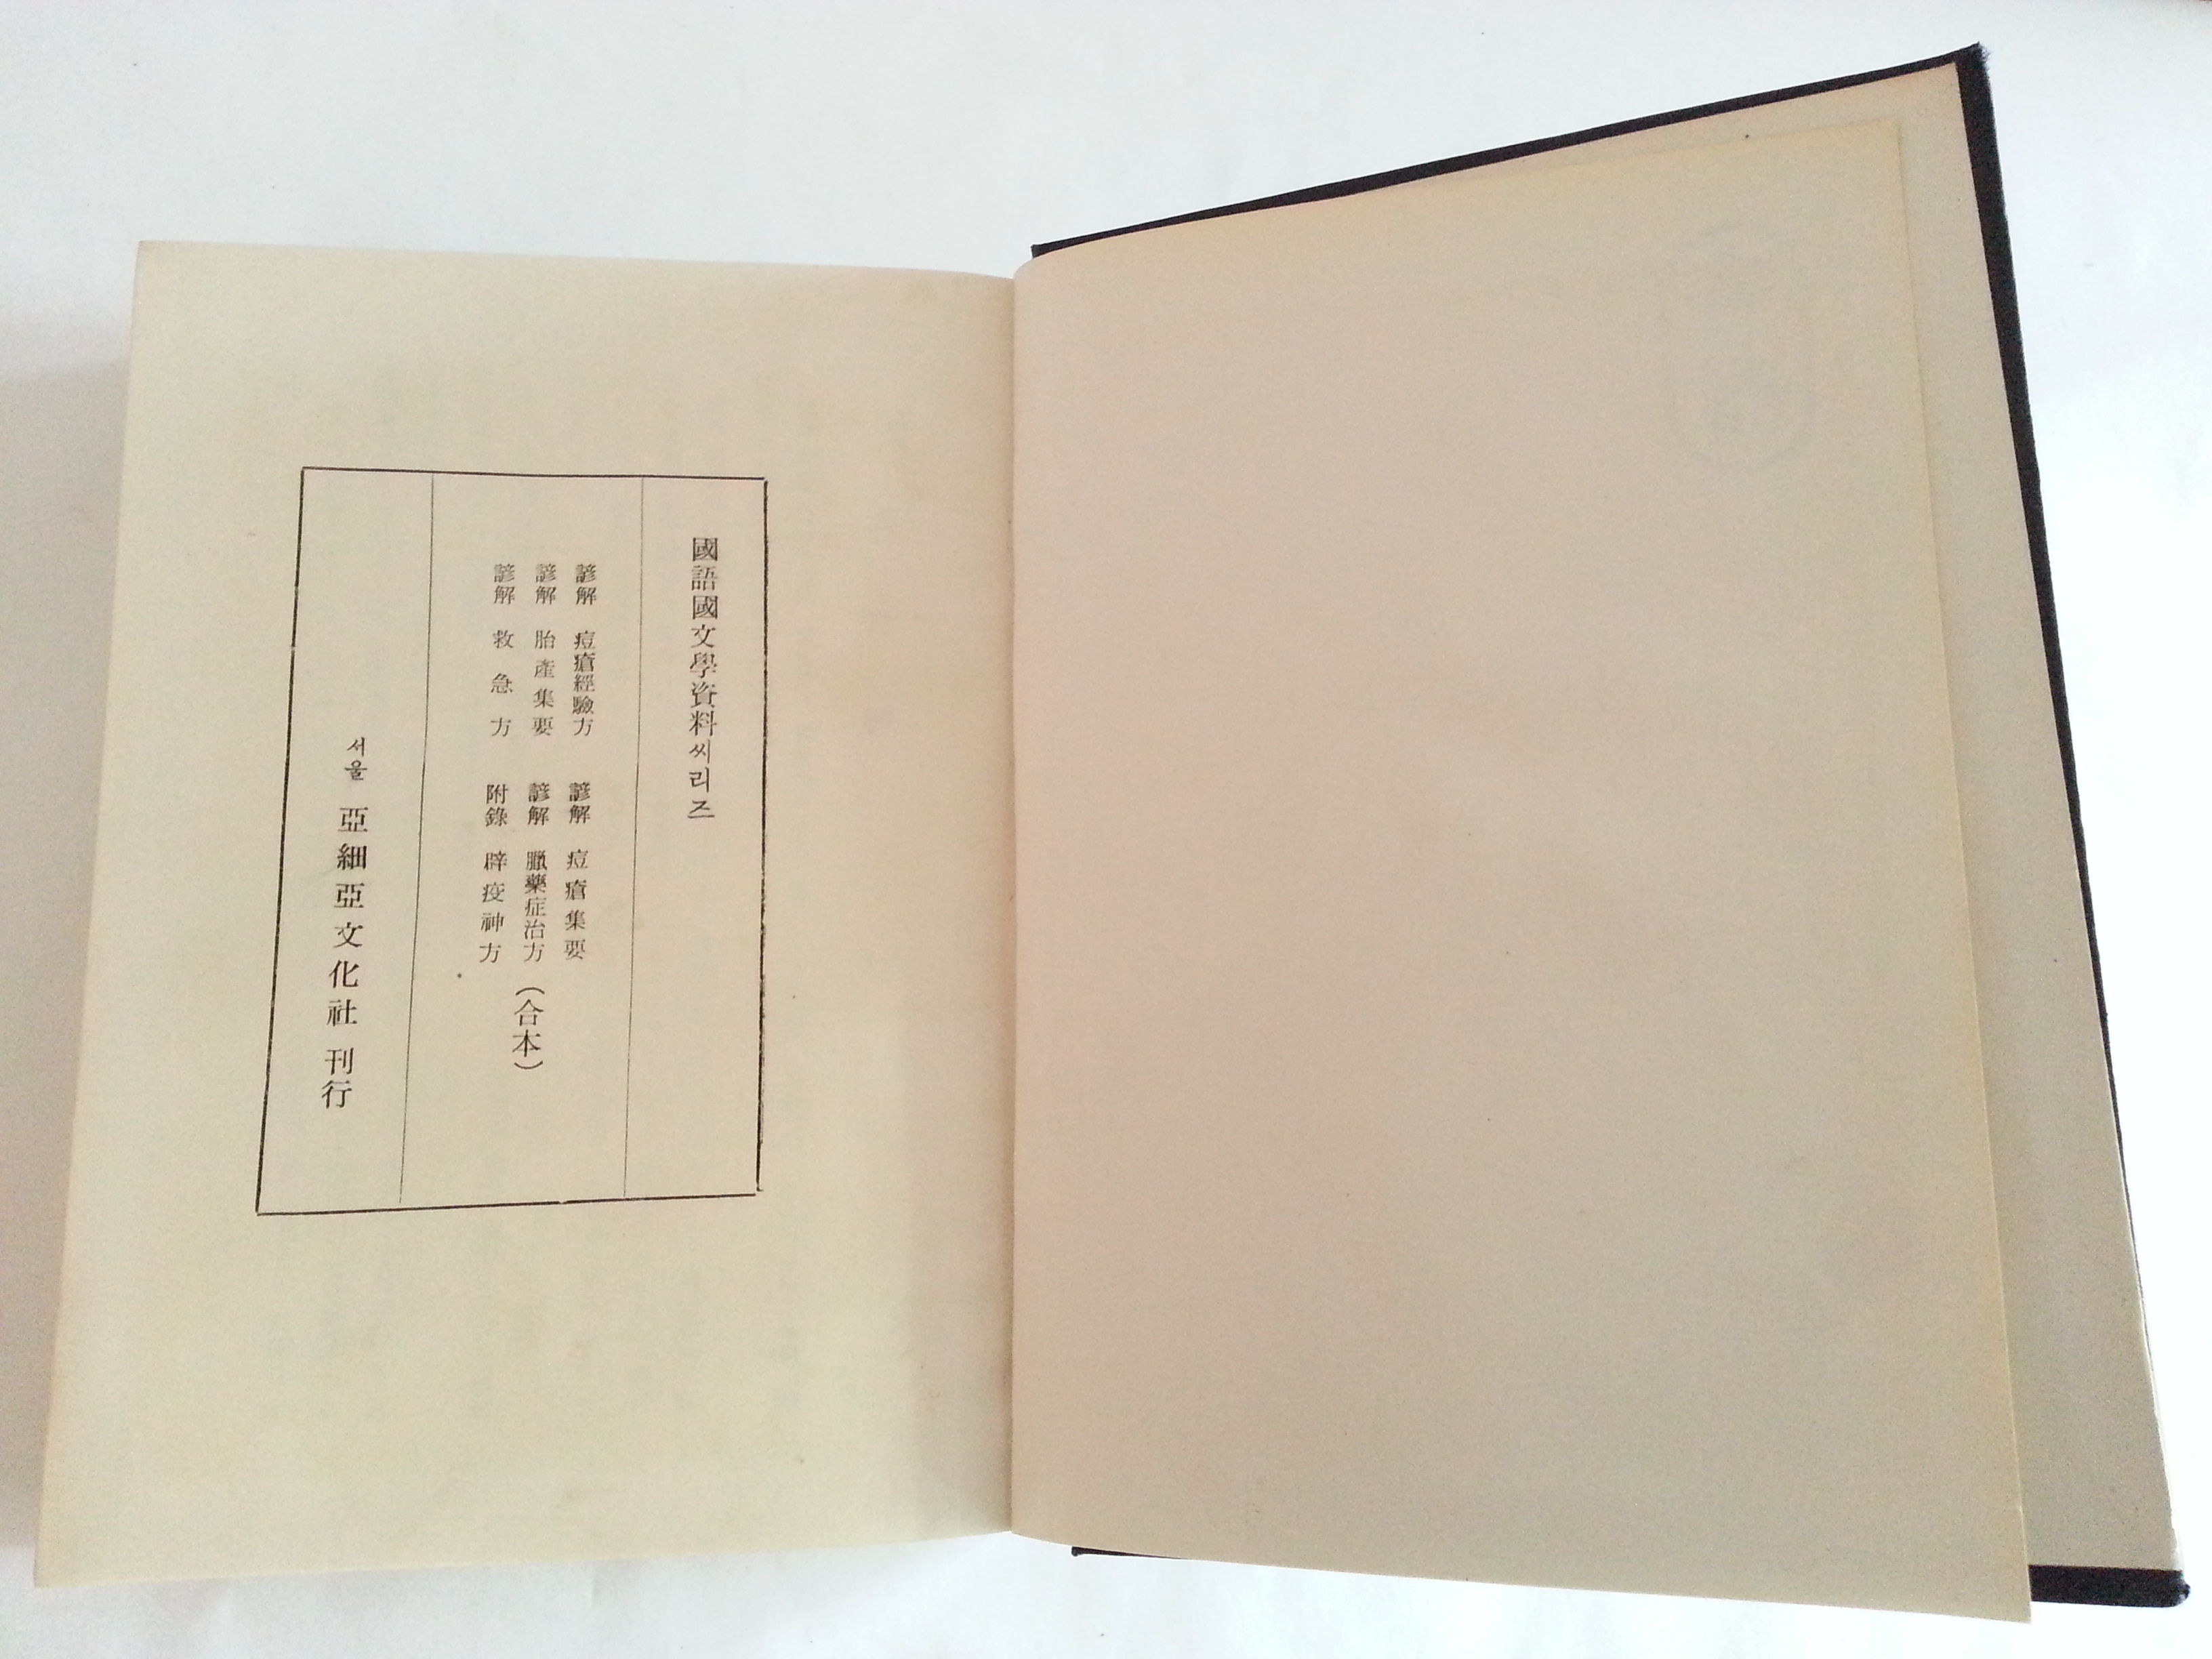 國語國文學資料씨리즈
諺解 痘瘡經驗方 諺解 痘瘡集要
諺解 胎産集要 諺解 臘藥症治方
諺解 救急方 附錄 辟疫神方
(合本)
서울 亞細亞文化社 刊行